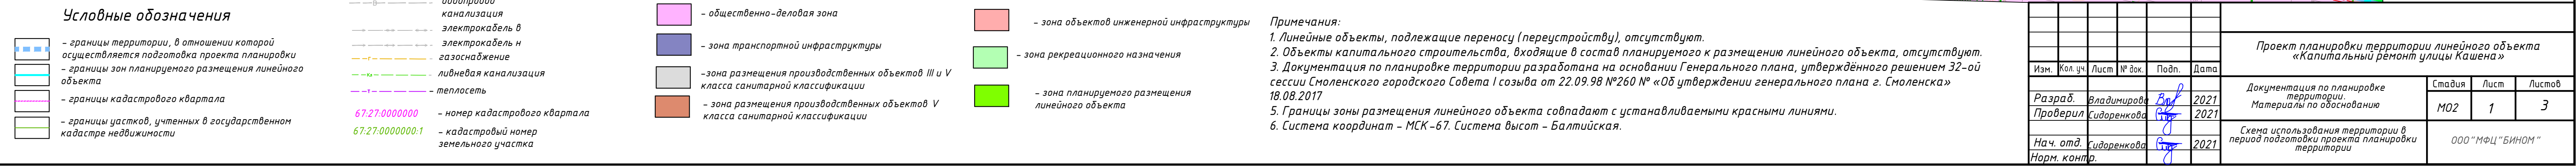 Условные обозначения
- границы территории, в отношении которой
осуществляется подготовка проекта планировки
- границы зон планируемого размещения линейного
объекта
- границы кадастрового квартала
- границы уастков, учтенных в государственном
кадастре недвижимости
канализация
электрокабель в
электрокабель н
газоснабжение
ливневая канализация
- теплосеть
67:27:0000000 - номер кадастрового квартала
67:27:0000000:1 - кадастровый номер
земельного участка
- общественно-деловая зона
- зона транспортной инфраструктуры
-зона размещения производственных объектов III и V
класса санитарной классификации
- зона размещения производственных объектов V
класса санитарной классификации
- зона объектов инженерной инфраструктуры
- зона рекреационного назначения
- зона планируемого размещения
линейного объекта
Примечания:
1. Линейные объекты, подлежащие переносу (переустройству), отсутствуют.
2. Объекты капитального строительства, входящие в состав планируемого к размещению линейного объекта, отсутствуют.
3. Документация по планировке территории разработана на основании Генерального плана, утверждённого решением 32-ой
сессии Смоленского городского Совета I созыва от 22.09.98 №260 № «Об утверждении генерального плана г. Смоленска»
18.08.2017
5. Границы зоны размещения линейного объекта совпадают с устанавливаемыми красными линиями.
6. Система координат - МСК-67. Система высот - Балтийская.
Изм. Кол. уч. Лист № док. Подп. Дата
Разраб. Владимирова 2021
Проверил Сидоренкова 2021
Нач. отд. Сидоренкова 2021
Норм. контр.
Проект планировки территории линейного объекта
«Капитальный ремонт улицы Кашена»
Документация по планировке
территории.
Материалы по обоснованию
Стадия Лист Листов
МО2 1 3
Схема использования территории в
период подготовки проекта планировки
территории
ООО"МФЦ"БИНОМ"